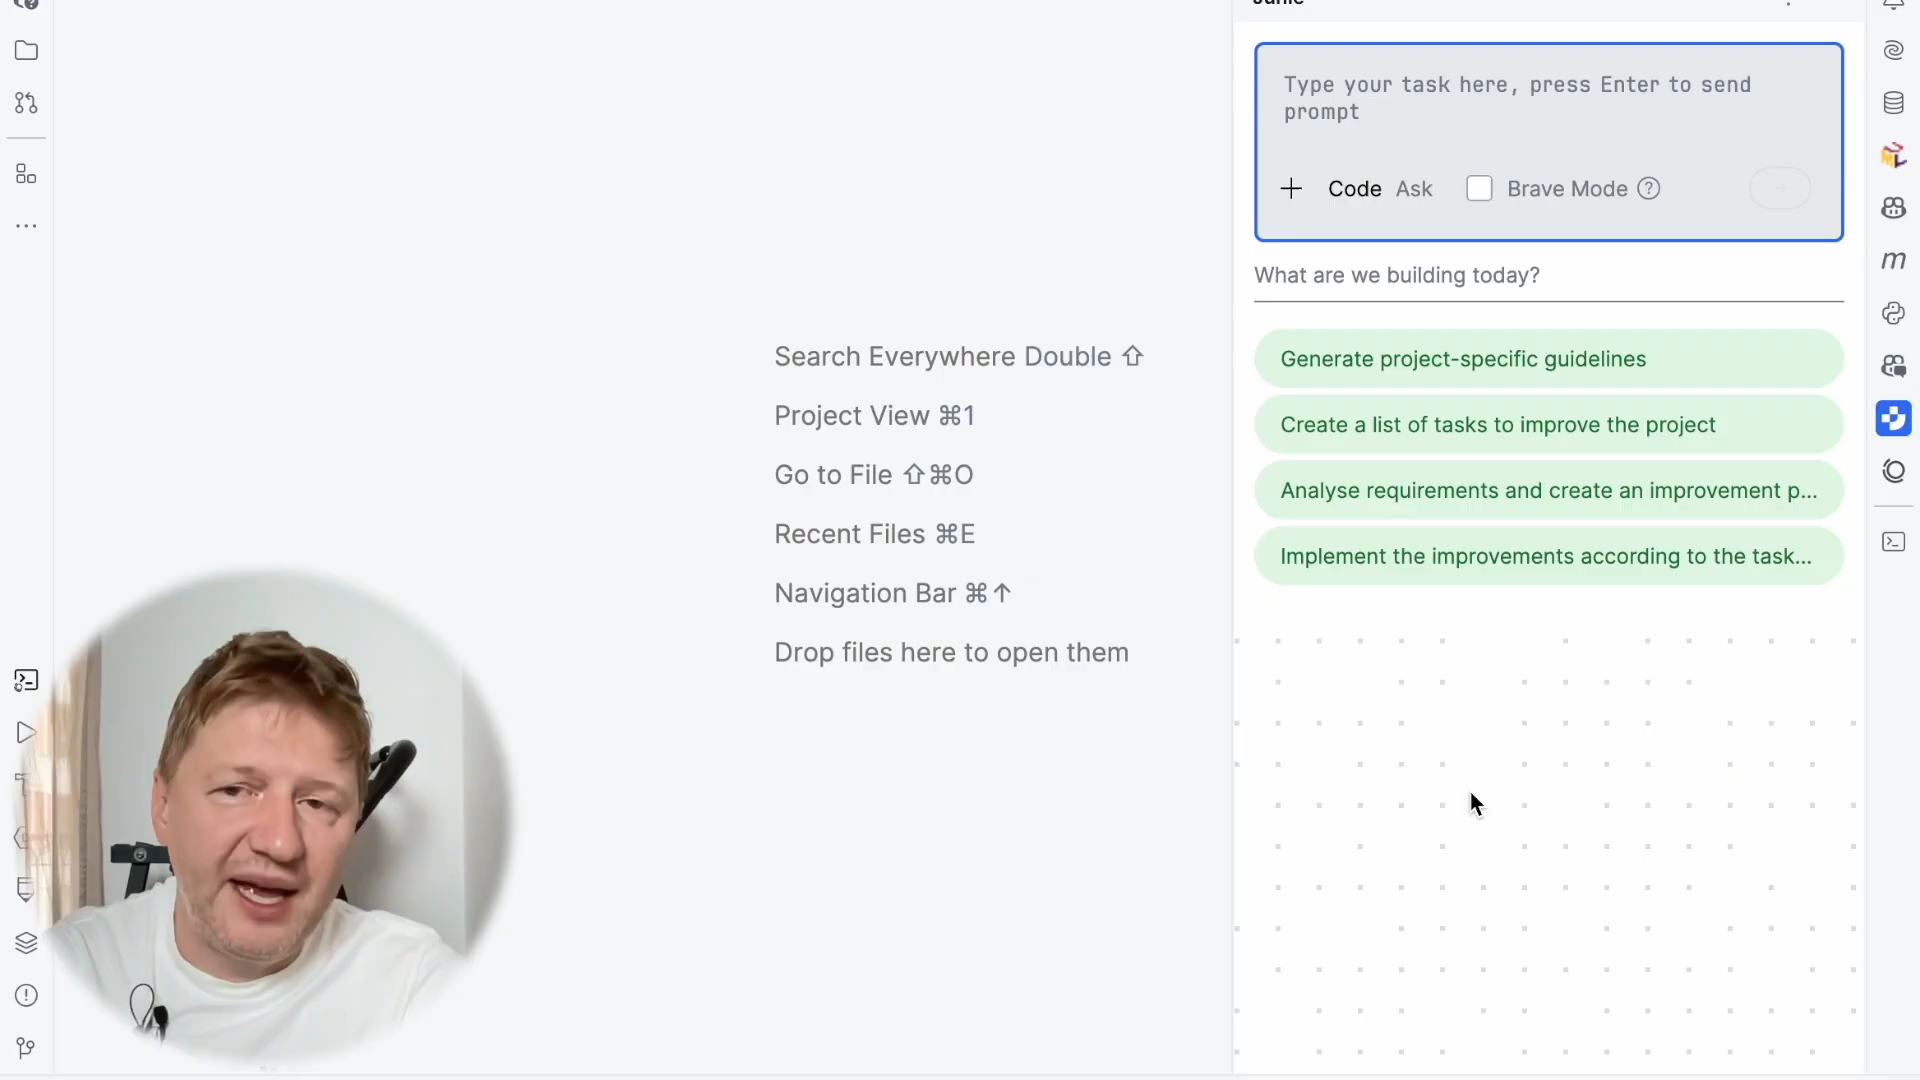 Junie
Type your task here, press Enter to send
prompt
Code Ask Brave Mode
What are we building today?
Search Everywhere Double ⇧
Project View ⌘1
Go to File ⇧⌘O
Recent Files ⌘E
Navigation Bar ⌘↑
Drop files here to open them
Generate project-specific guidelines
Create a list of tasks to improve the project
Analyse requirements and create an improvement p...
Implement the improvements according to the task...